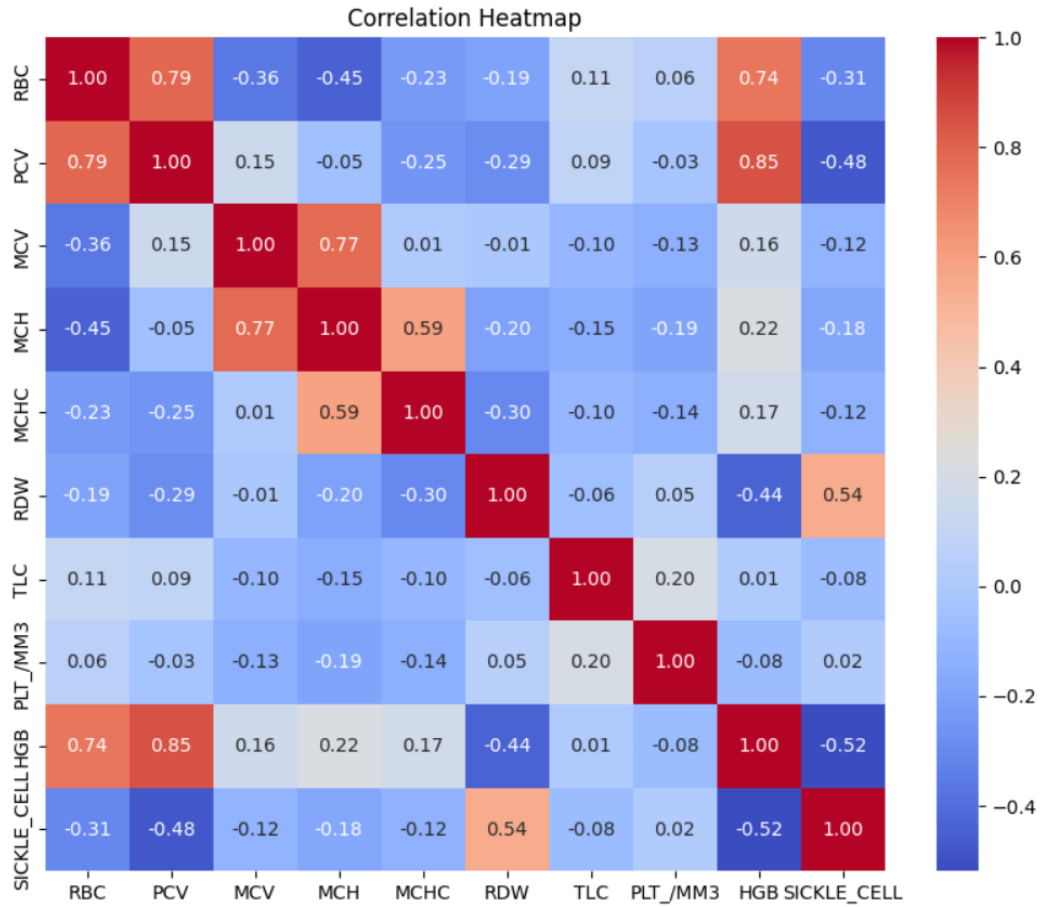 Correlation Heatmap
RBC 1.00 0.79 -0.36 -0.45 -0.23 -0.19 0.11 0.06 0.74 -0.31
PCV 0.79 1.00 0.15 -0.05 -0.25 -0.29 0.09 -0.03 0.85 -0.48
MCV -0.36 0.15 1.00 0.77 0.01 -0.01 -0.10 -0.13 0.16 -0.12
MCH -0.45 -0.05 0.77 1.00 0.59 -0.20 -0.15 -0.19 0.22 -0.18
MCHC -0.23 -0.25 0.01 0.59 1.00 -0.30 -0.10 -0.14 0.17 -0.12
RDW -0.19 -0.29 -0.01 -0.20 -0.30 1.00 -0.06 0.05 -0.44 0.54
TLC 0.11 0.09 -0.10 -0.15 -0.10 -0.06 1.00 0.20 0.01 -0.08
PLT_/MM3 0.06 -0.03 -0.13 -0.19 -0.14 0.05 0.20 1.00 -0.08 0.02
HGB 0.74 0.85 0.16 0.22 0.17 -0.44 0.01 -0.08 1.00 -0.52
SICKLE_CELL -0.31 -0.48 -0.12 -0.18 -0.12 0.54 -0.08 0.02 -0.52 1.00
RBC PCV MCV MCH MCHC RDW TLC PLT_/MM3 HGB SICKLE_CELL
1.0
0.8
0.6
0.4
0.2
0.0
−0.2
−0.4